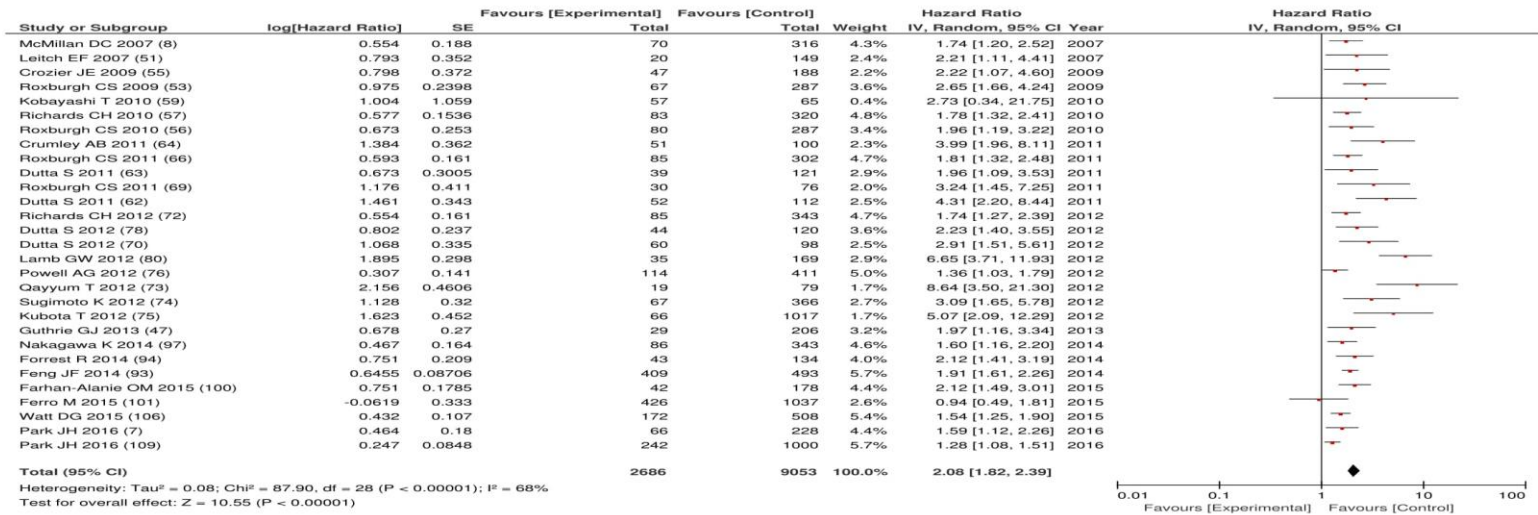 Favours [Experimental] Favours [Control] Hazard Ratio Hazard Ratio
Study or Subgroup log[Hazard Ratio] SE Total Total Weight IV, Random, 95% CI Year IV, Random, 95% CI
McMillan DC 2007 (8) 0.554 0.188 70 316 4.3% 1.74 [1.20, 2.52] 2007
Leitch EF 2007 (51) 0.793 0.352 20 149 2.4% 2.21 [1.11, 4.41] 2007
Crozier JE 2009 (55) 0.798 0.372 47 188 2.2% 2.22 [1.07, 4.60] 2009
Roxburgh CS 2009 (53) 0.975 0.2398 67 287 3.6% 2.65 [1.66, 4.24] 2009
Kobayashi T 2010 (59) 1.004 1.059 57 65 0.4% 2.73 [0.34, 21.75] 2010
Richards CH 2010 (57) 0.577 0.1536 83 320 4.8% 1.78 [1.32, 2.41] 2010
Roxburgh CS 2010 (56) 0.673 0.253 80 287 3.4% 1.96 [1.19, 3.22] 2010
Crumley AB 2011 (64) 1.384 0.362 51 100 2.3% 3.99 [1.96, 8.11] 2011
Roxburgh CS 2011 (66) 0.593 0.161 85 302 4.7% 1.81 [1.32, 2.48] 2011
Dutta S 2011 (63) 0.673 0.3005 39 121 2.9% 1.96 [1.09, 3.53] 2011
Roxburgh CS 2011 (69) 1.176 0.411 30 76 2.0% 3.24 [1.45, 7.25] 2011
Dutta S 2011 (62) 1.461 0.343 52 112 2.5% 4.31 [2.20, 8.44] 2011
Richards CH 2012 (72) 0.554 0.161 85 343 4.7% 1.74 [1.27, 2.39] 2012
Dutta S 2012 (78) 0.802 0.237 44 120 3.6% 2.23 [1.40, 3.55] 2012
Dutta S 2012 (70) 1.068 0.335 60 98 2.5% 2.91 [1.51, 5.61] 2012
Lamb GW 2012 (80) 1.895 0.298 35 169 2.9% 6.65 [3.71, 11.93] 2012
Powell AG 2012 (76) 0.307 0.141 114 411 5.0% 1.36 [1.03, 1.79] 2012
Qayyum T 2012 (73) 2.156 0.4606 19 79 1.7% 8.64 [3.50, 21.30] 2012
Sugimoto K 2012 (74) 1.128 0.32 67 366 2.7% 3.09 [1.65, 5.78] 2012
Kubota T 2012 (75) 1.623 0.452 66 1017 1.7% 5.07 [2.09, 12.29] 2012
Guthrie GJ 2013 (47) 0.678 0.27 29 206 3.2% 1.97 [1.16, 3.34] 2013
Nakagawa K 2014 (97) 0.467 0.164 86 343 4.6% 1.60 [1.16, 2.20] 2014
Forrest R 2014 (94) 0.751 0.209 43 134 4.0% 2.12 [1.41, 3.19] 2014
Feng JF 2014 (93) 0.6455 0.08706 409 493 5.7% 1.91 [1.61, 2.26] 2014
Farhan-Alanie OM 2015 (100) 0.751 0.1785 42 178 4.4% 2.12 [1.49, 3.01] 2015
Ferro M 2015 (101) -0.0619 0.333 426 1037 2.6% 0.94 [0.49, 1.81] 2015
Watt DG 2015 (106) 0.432 0.107 172 508 5.4% 1.54 [1.25, 1.90] 2015
Park JH 2016 (7) 0.464 0.18 66 228 4.4% 1.59 [1.12, 2.26] 2016
Park JH 2016 (109) 0.247 0.0848 242 1000 5.7% 1.28 [1.08, 1.51] 2016
Total (95% CI) 2686 9053 100.0% 2.08 [1.82, 2.39]
Heterogeneity: Tau² = 0.08; Chi² = 87.90, df = 28 (P < 0.00001); I² = 68%
Test for overall effect: Z = 10.55 (P < 0.00001)
0.01 0.1 1 10 100
Favours [Experimental] Favours [Control]